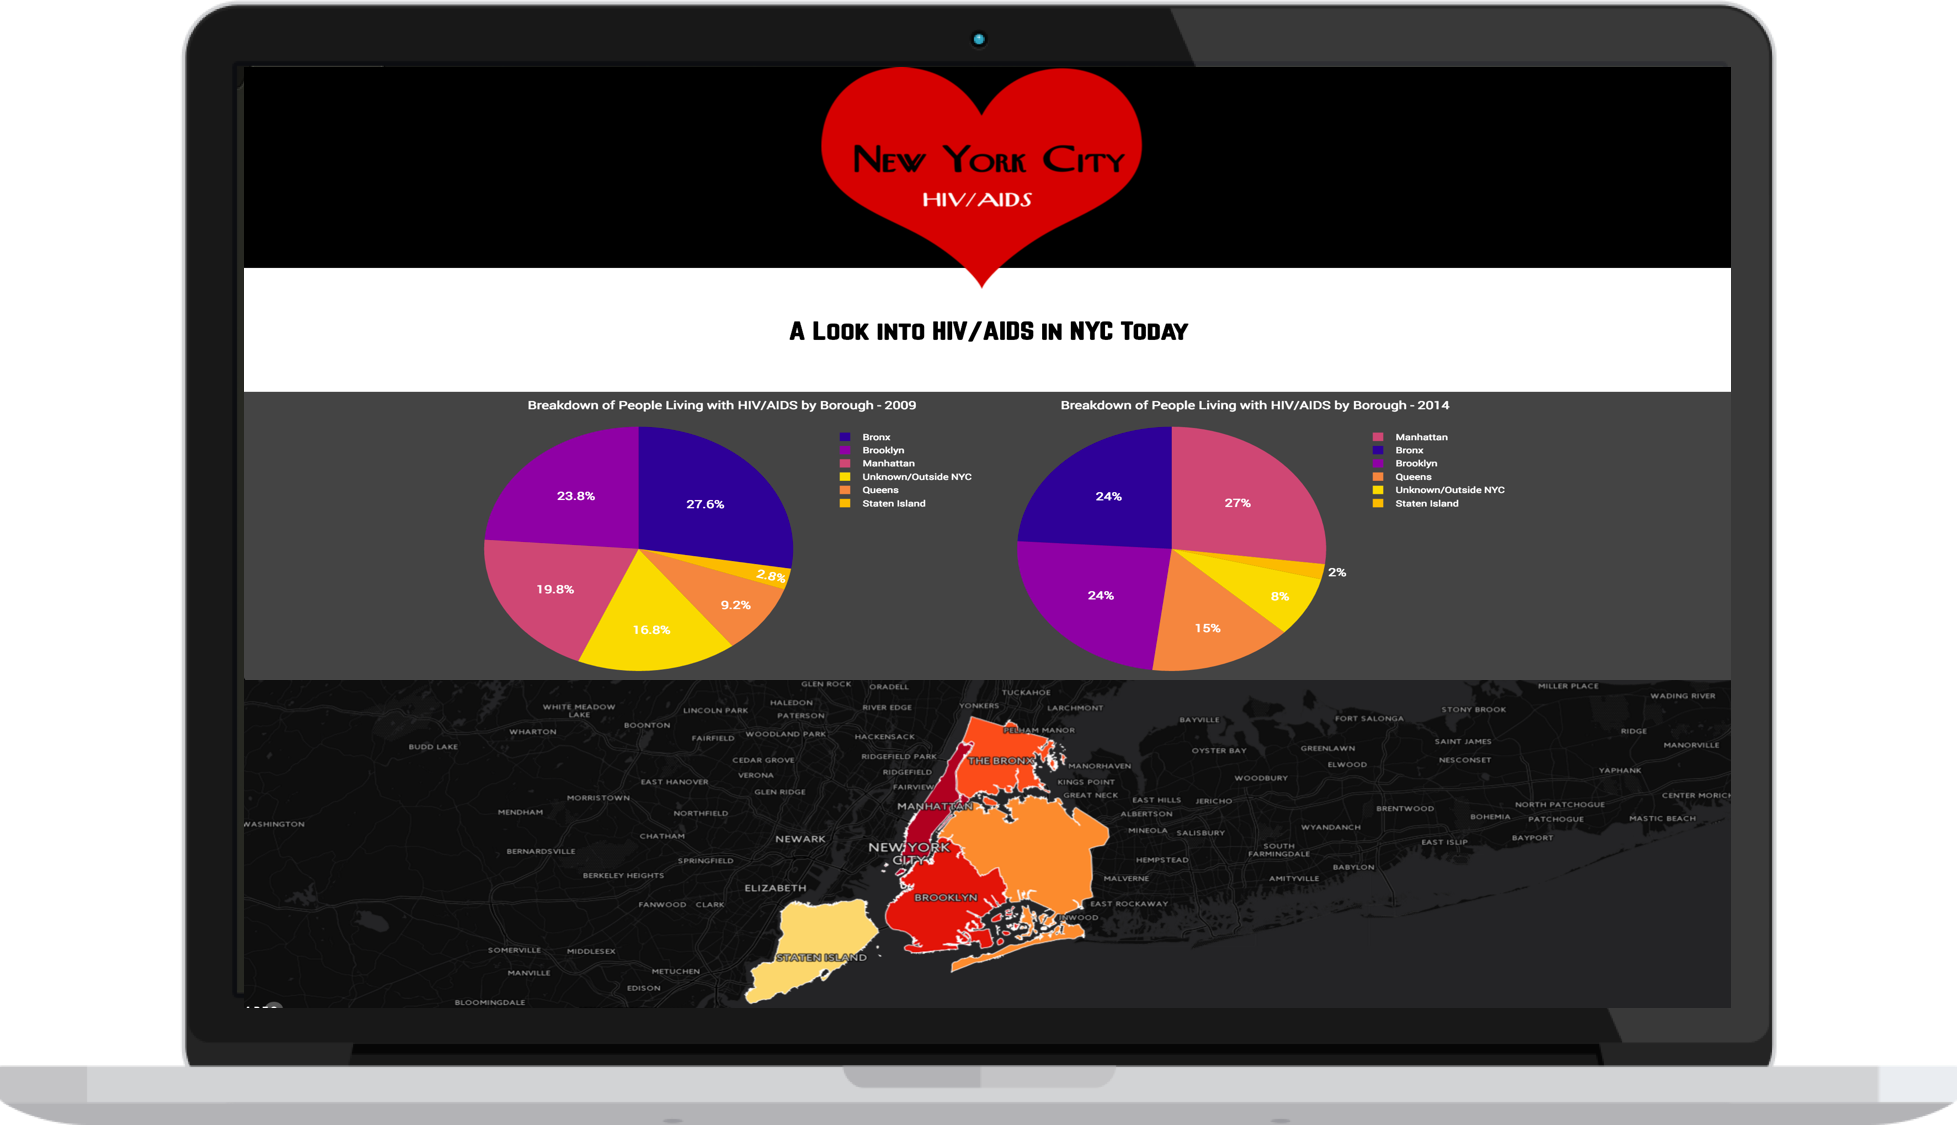 New York City
HIV/AIDS
A Look into HIV/AIDS in NYC Today
Breakdown of People Living with HIV/AIDS by Borough - 2009
Bronx
Brooklyn
Manhattan
Unknown/Outside NYC
Queens
Staten Island
23.8%
27.6%
2.8%
19.8%
9.2%
16.8%
Breakdown of People Living with HIV/AIDS by Borough - 2014
Manhattan
Bronx
Brooklyn
Queens
Unknown/Outside NYC
Staten Island
24%
27%
2%
24%
8%
15%
GLEN ROCK
ORADELL
TUCKAHOE
MILLER PLACE
WADING RIVER
WHITE MEADOW
LAKE
LINCOLN PARK
HALEDON
PATERSON
RIVER EDGE
YONKERS
LARCHMONT
STONY BROOK
BOONTON
BAYVILLE
FORT SALONGA
WHARTON
FAIRFIELD
WOODLAND PARK
HACKENSACK
PELHAM MANOR
RIDGE
BUDD LAKE
OYSTER BAY
GREENLAWN
SAINT JAMES
MANORVILLE
CEDAR GROVE
RIDGEFIELD PARK
THE BRONX
MANORHAVEN
ELWOOD
NESCONSET
VERONA
RIDGEFIELD
YAPHANK
EAST HANOVER
FAIRVIEW
KINGS POINT
WOODBURY
MORRISTOWN
GLEN RIDGE
GREAT NECK
EAST HILLS
JERICHO
CENTER MORICH
MENDHAM
NORTHFIELD
MANHATTAN
ALBERTSON
BRENTWOOD
NORTH PATCHOGUE
WASHINGTON
BOHEMIA
PATCHOGUE
MASTIC BEACH
CHATHAM
NEWARK
MINEOLA
SALISBURY
WYANDANCH
BAYPORT
BERNARDSVILLE
NEW YORK
CITY
SOUTH
FARMINGDALE
EAST ISLIP
SPRINGFIELD
HEMPSTEAD
BABYLON
BERKELEY HEIGHTS
ELIZABETH
MALVERNE
AMITYVILLE
FANWOOD
CLARK
BROOKLYN
EAST ROCKAWAY
INWOOD
SOMERVILLE
MIDDLESEX
STATEN ISLAND
MANVILLE
METUCHEN
EDISON
BLOOMINGDALE